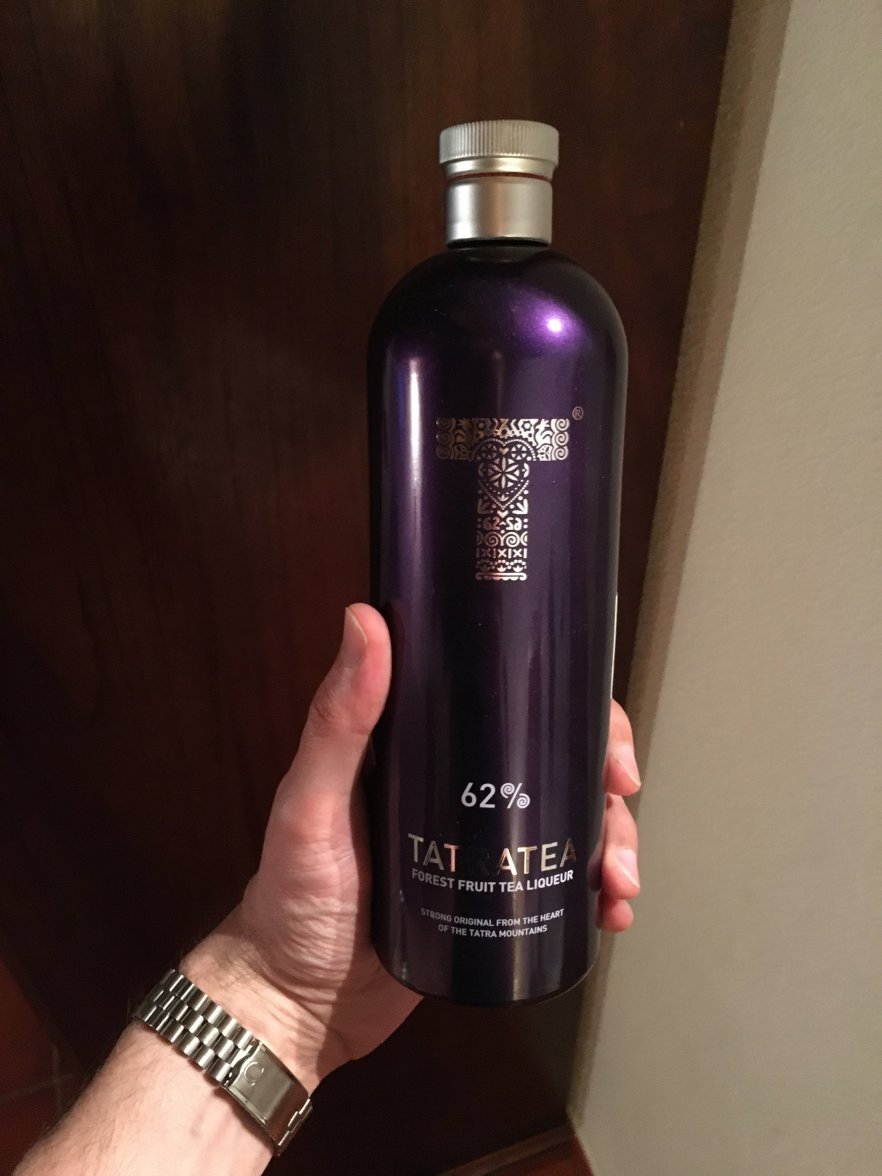 T®
62%
TATRATEA
FOREST FRUIT TEA LIQUEUR
STRONG ORIGINAL FROM THE HEART
OF THE TATRA MOUNTAINS